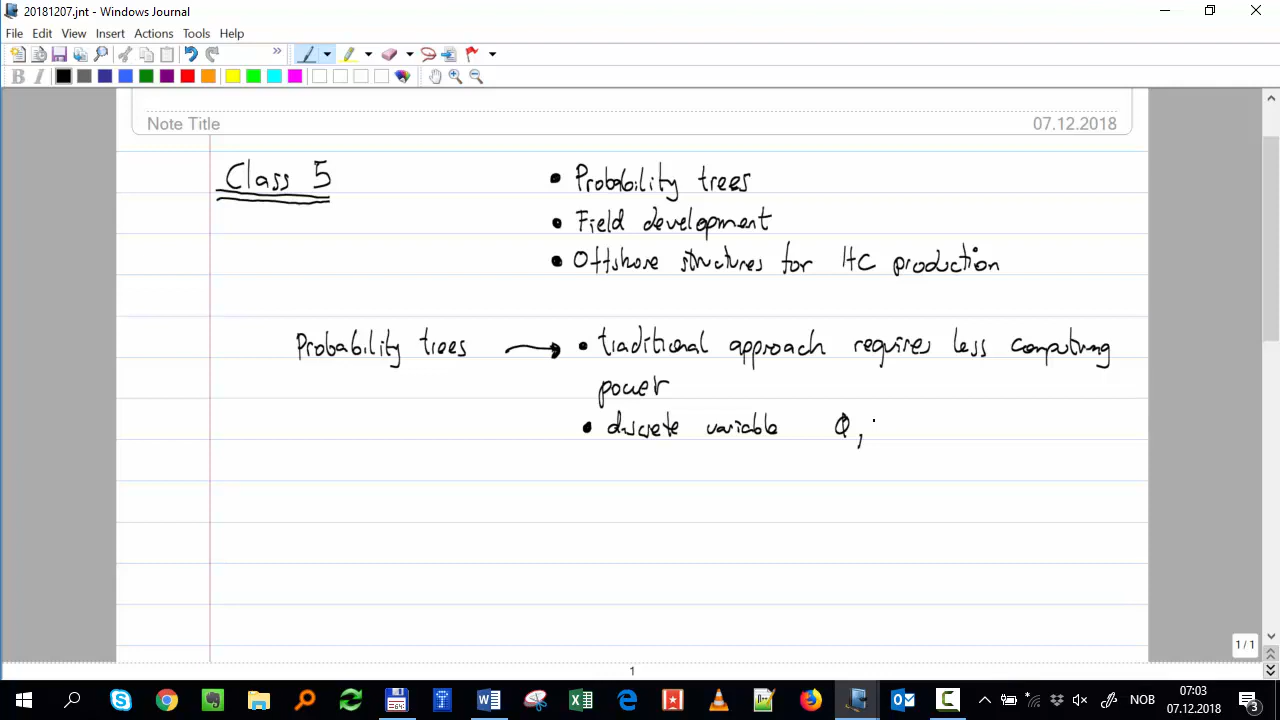 20181207.jnt - Windows Journal
File Edit View Insert Actions Tools Help
B I
Note Title
07.12.2018
Class 5
• Probability trees
• Field development
• Offshore structures for HC production
Probability trees → • traditional approach requires less computing
power
• discrete variable Φ,
1/1
1
NOB
07:03
07.12.2018
3